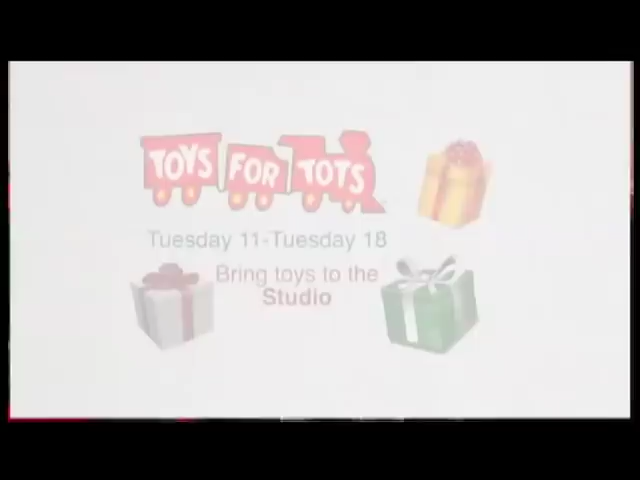 TOYS FOR TOTS
Tuesday 11-Tuesday 18
Bring toys to the
Studio